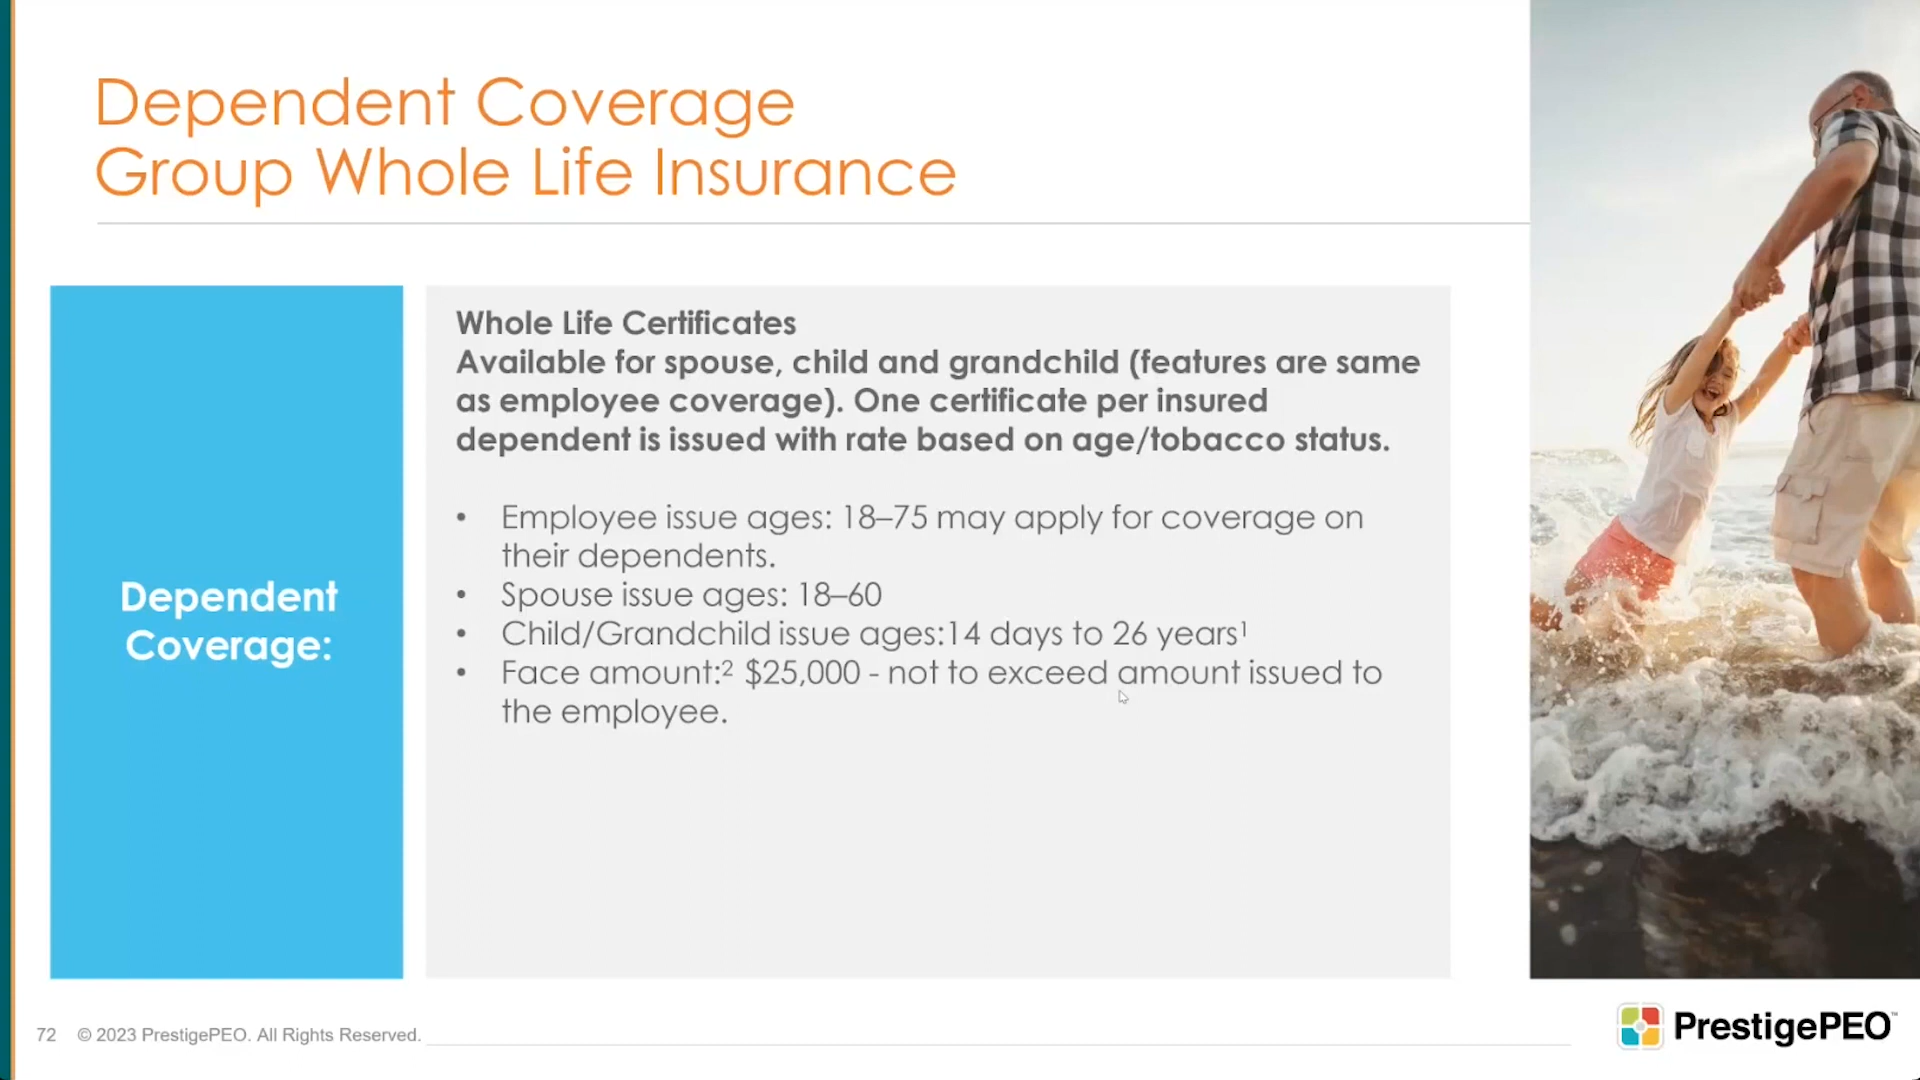 Dependent Coverage
Group Whole Life Insurance
Dependent
Coverage:
Whole Life Certificates
Available for spouse, child and grandchild (features are same
as employee coverage). One certificate per insured
dependent is issued with rate based on age/tobacco status.
• Employee issue ages: 18–75 may apply for coverage on
their dependents.
• Spouse issue ages: 18–60
• Child/Grandchild issue ages:14 days to 26 years¹
• Face amount:² $25,000 - not to exceed amount issued to
the employee.
72 © 2023 PrestigePEO. All Rights Reserved.
PrestigePEO™